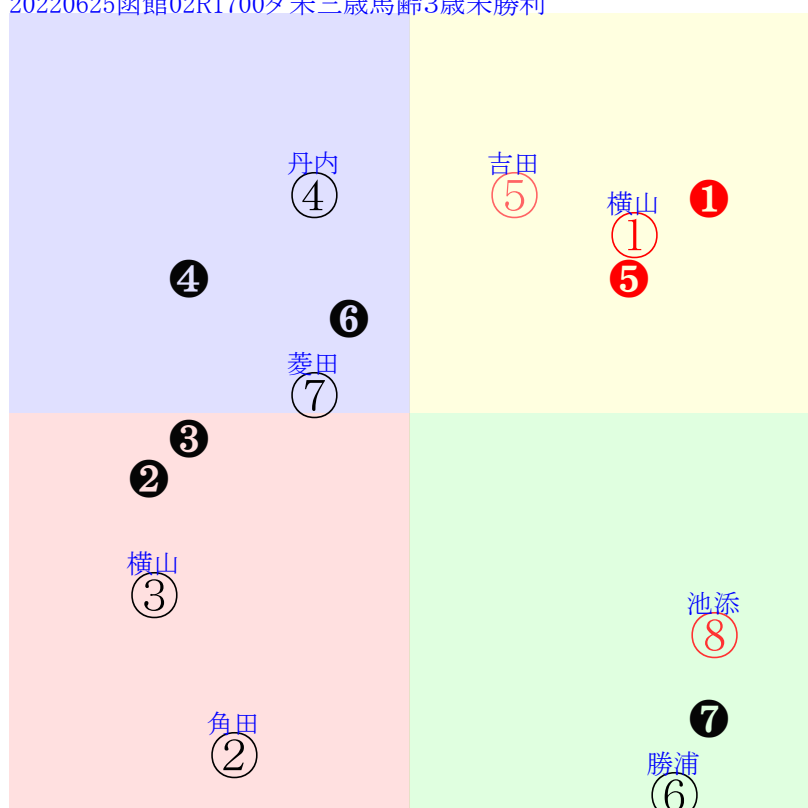 20220625函館02R1700ダ未三歳馬齢3歳未勝利
丹内
④
吉田
⑤
横山
①
❶
❹
❺
❻
菱田
⑦
❸
❷
横山
③
池添
⑧
角田
②
❼
勝浦
⑥